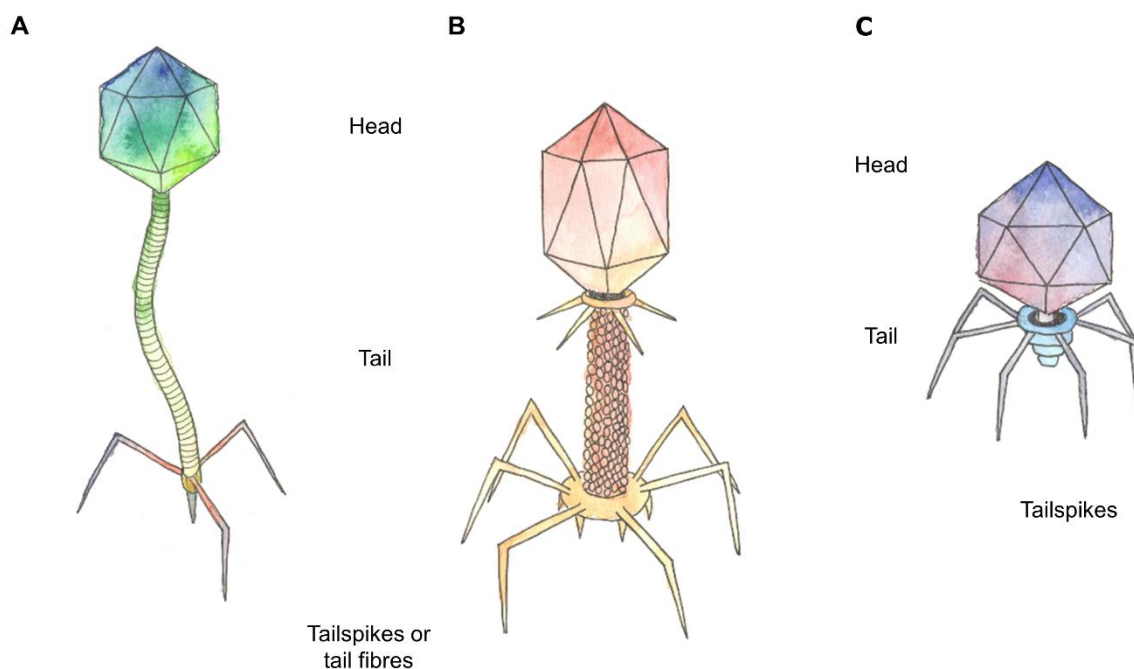 A
B
C
Head
Head
Tail
Tail
Tailspikes
Tailspikes or
tail fibres